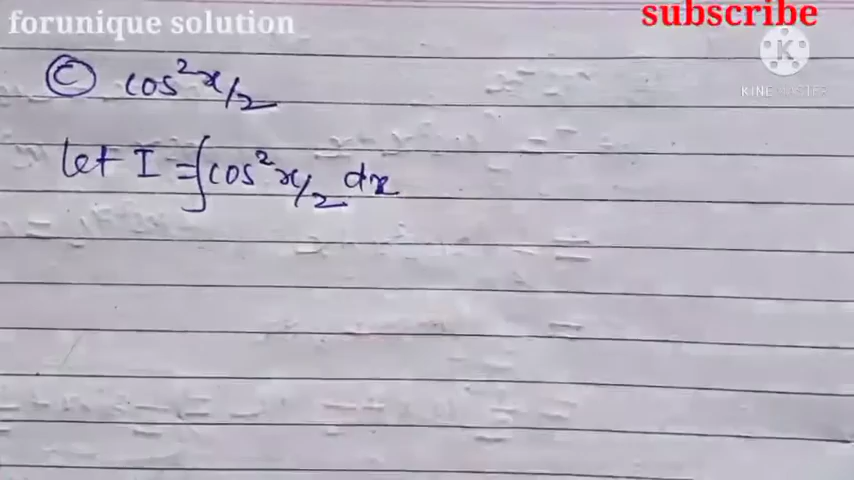 forunique solution
subscribe
K
KINEMASTER
Ⓒ cos²x/2
let I = ∫cos²x/2 dx